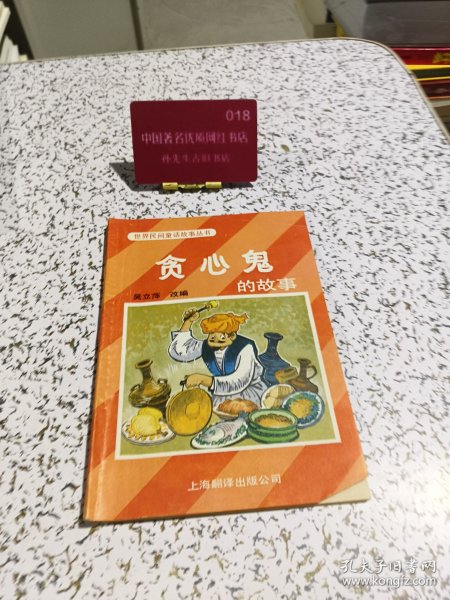 018
中国著名优质网红书店
孙先生古旧书店
世界民间童话故事丛书
贪心鬼
的故事
吴立萍 改编
上海翻译出版公司
孔夫子旧书网
www.kongfz.com